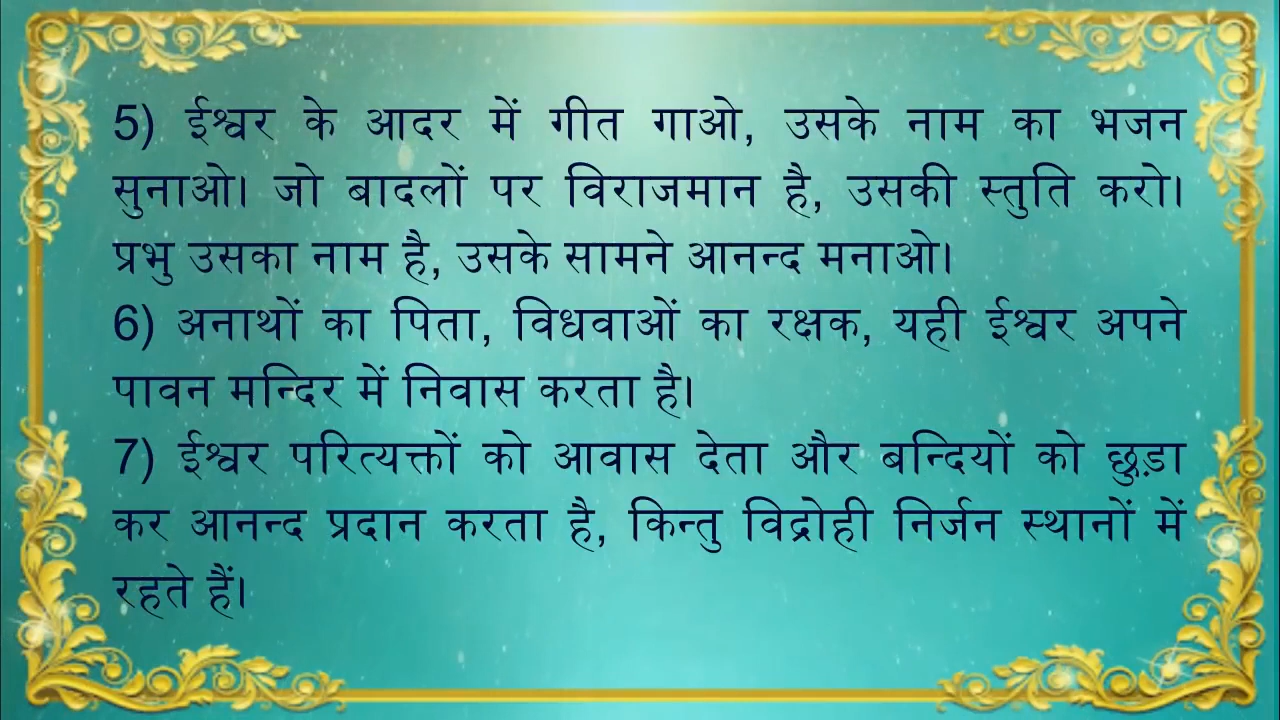 5) ईश्वर के आदर में गीत गाओ, उसके नाम का भजन
सुनाओ। जो बादलों पर विराजमान है, उसकी स्तुति करो।
प्रभु उसका नाम है, उसके सामने आनन्द मनाओ।
6) अनाथों का पिता, विधवाओं का रक्षक, यही ईश्वर अपने
पावन मन्दिर में निवास करता है।
7) ईश्वर परित्यक्तों को आवास देता और बन्दियों को छुड़ा
कर आनन्द प्रदान करता है, किन्तु विद्रोही निर्जन स्थानों में
रहते हैं।